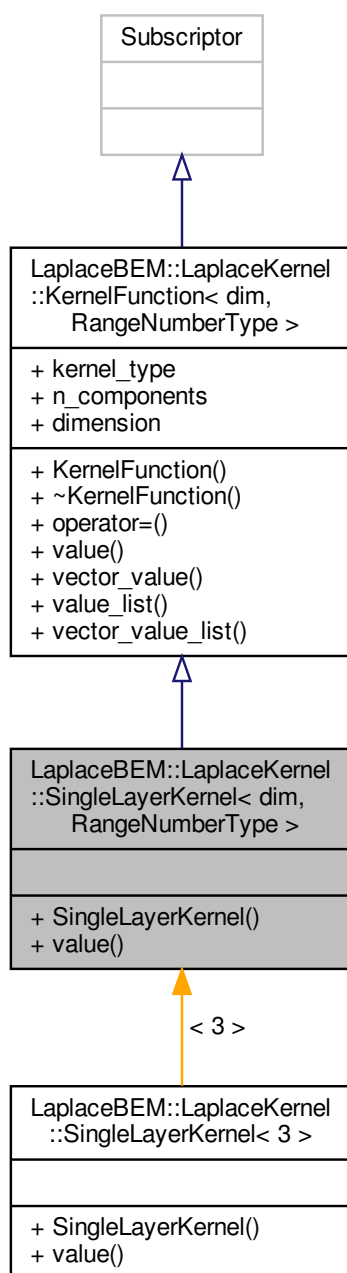 Subscriptor
LaplaceBEM::LaplaceKernel
::KernelFunction< dim,
RangeNumberType >
+ kernel_type
+ n_components
+ dimension
+ KernelFunction()
+ ~KernelFunction()
+ operator=()
+ value()
+ vector_value()
+ value_list()
+ vector_value_list()
LaplaceBEM::LaplaceKernel
::SingleLayerKernel< dim,
RangeNumberType >
+ SingleLayerKernel()
+ value()
< 3 >
LaplaceBEM::LaplaceKernel
::SingleLayerKernel< 3 >
+ SingleLayerKernel()
+ value()